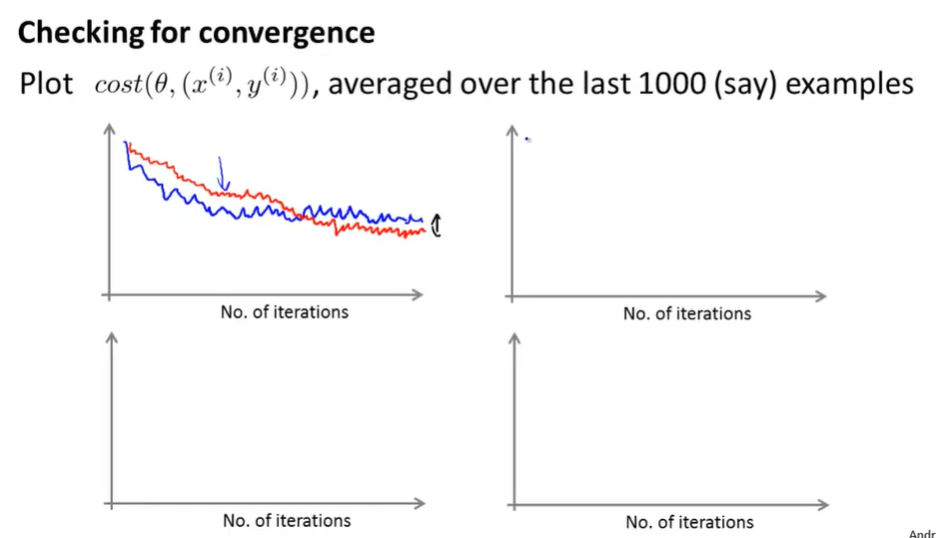 Checking for convergence
Plot cost(θ, (x⁽ⁱ⁾, y⁽ⁱ⁾)), averaged over the last 1000 (say) examples
No. of iterations
No. of iterations
No. of iterations
No. of iterations
Andr